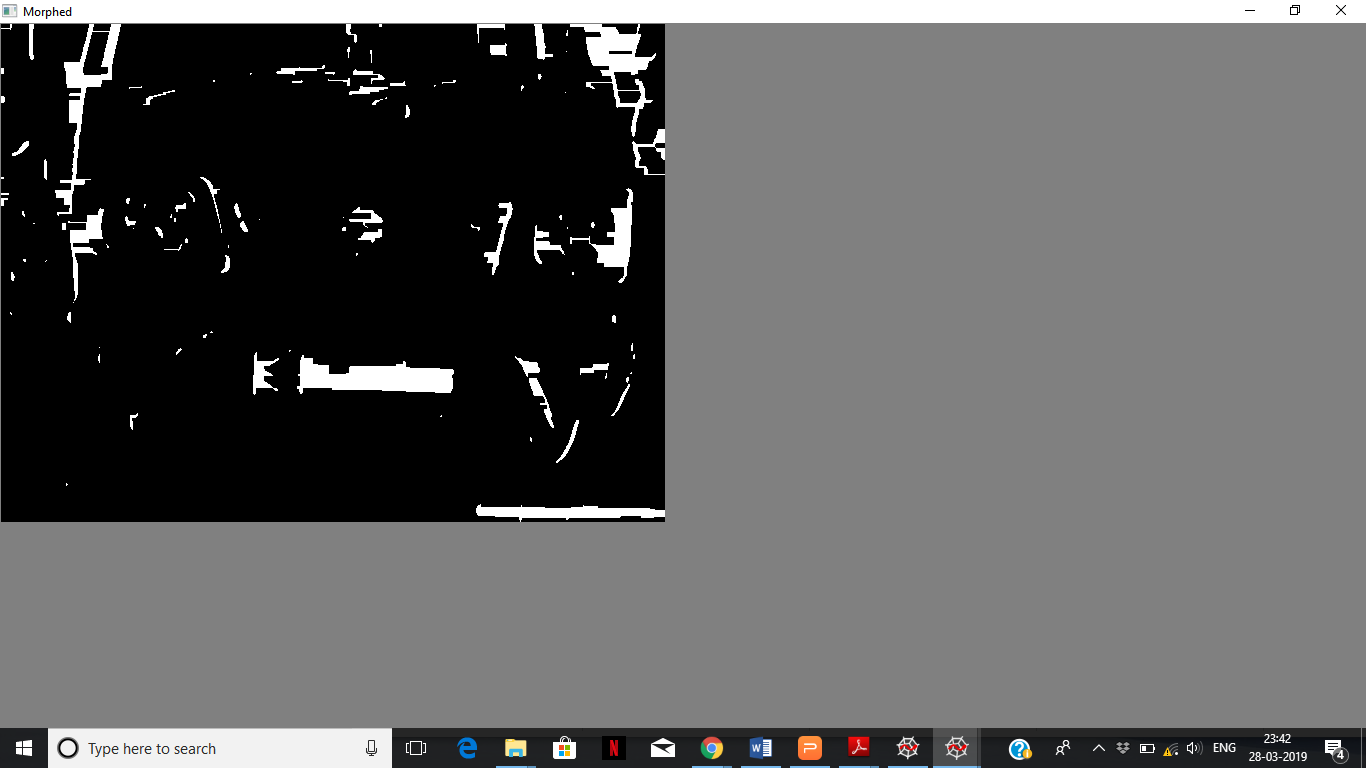 Morphed
Type here to search
ENG
23:42
28-03-2019
4